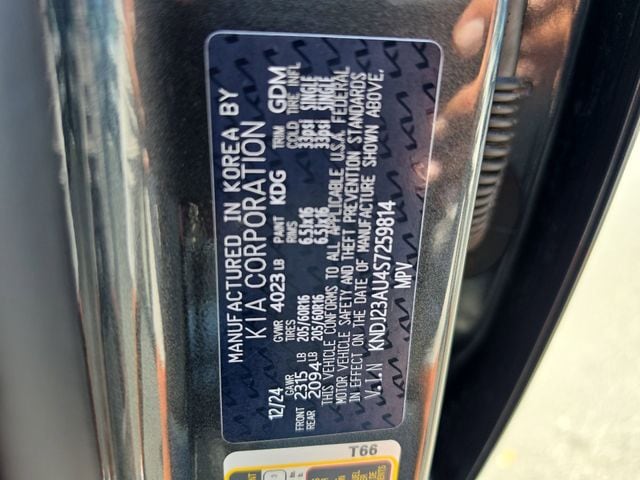 MANUFACTURED IN KOREA BY
KIA CORPORATION
12/24 GVWR 4023 LB PAINT KDG TRIM GDM
GAWR TIRES RIMS COLD TIRE INFL
FRONT 2315 LB 205/60R16 6.5Jx16 33psi SINGLE
REAR 2094 LB 205/60R16 6.5Jx16 33psi SINGLE
THIS VEHICLE CONFORMS TO ALL APPLICABLE U.S.A. FEDERAL
MOTOR VEHICLE SAFETY AND THEFT PREVENTION STANDARDS
IN EFFECT ON THE DATE OF MANUFACTURE SHOWN ABOVE.
V.I.N KNDJ23AU4S7259814
MPV
T66